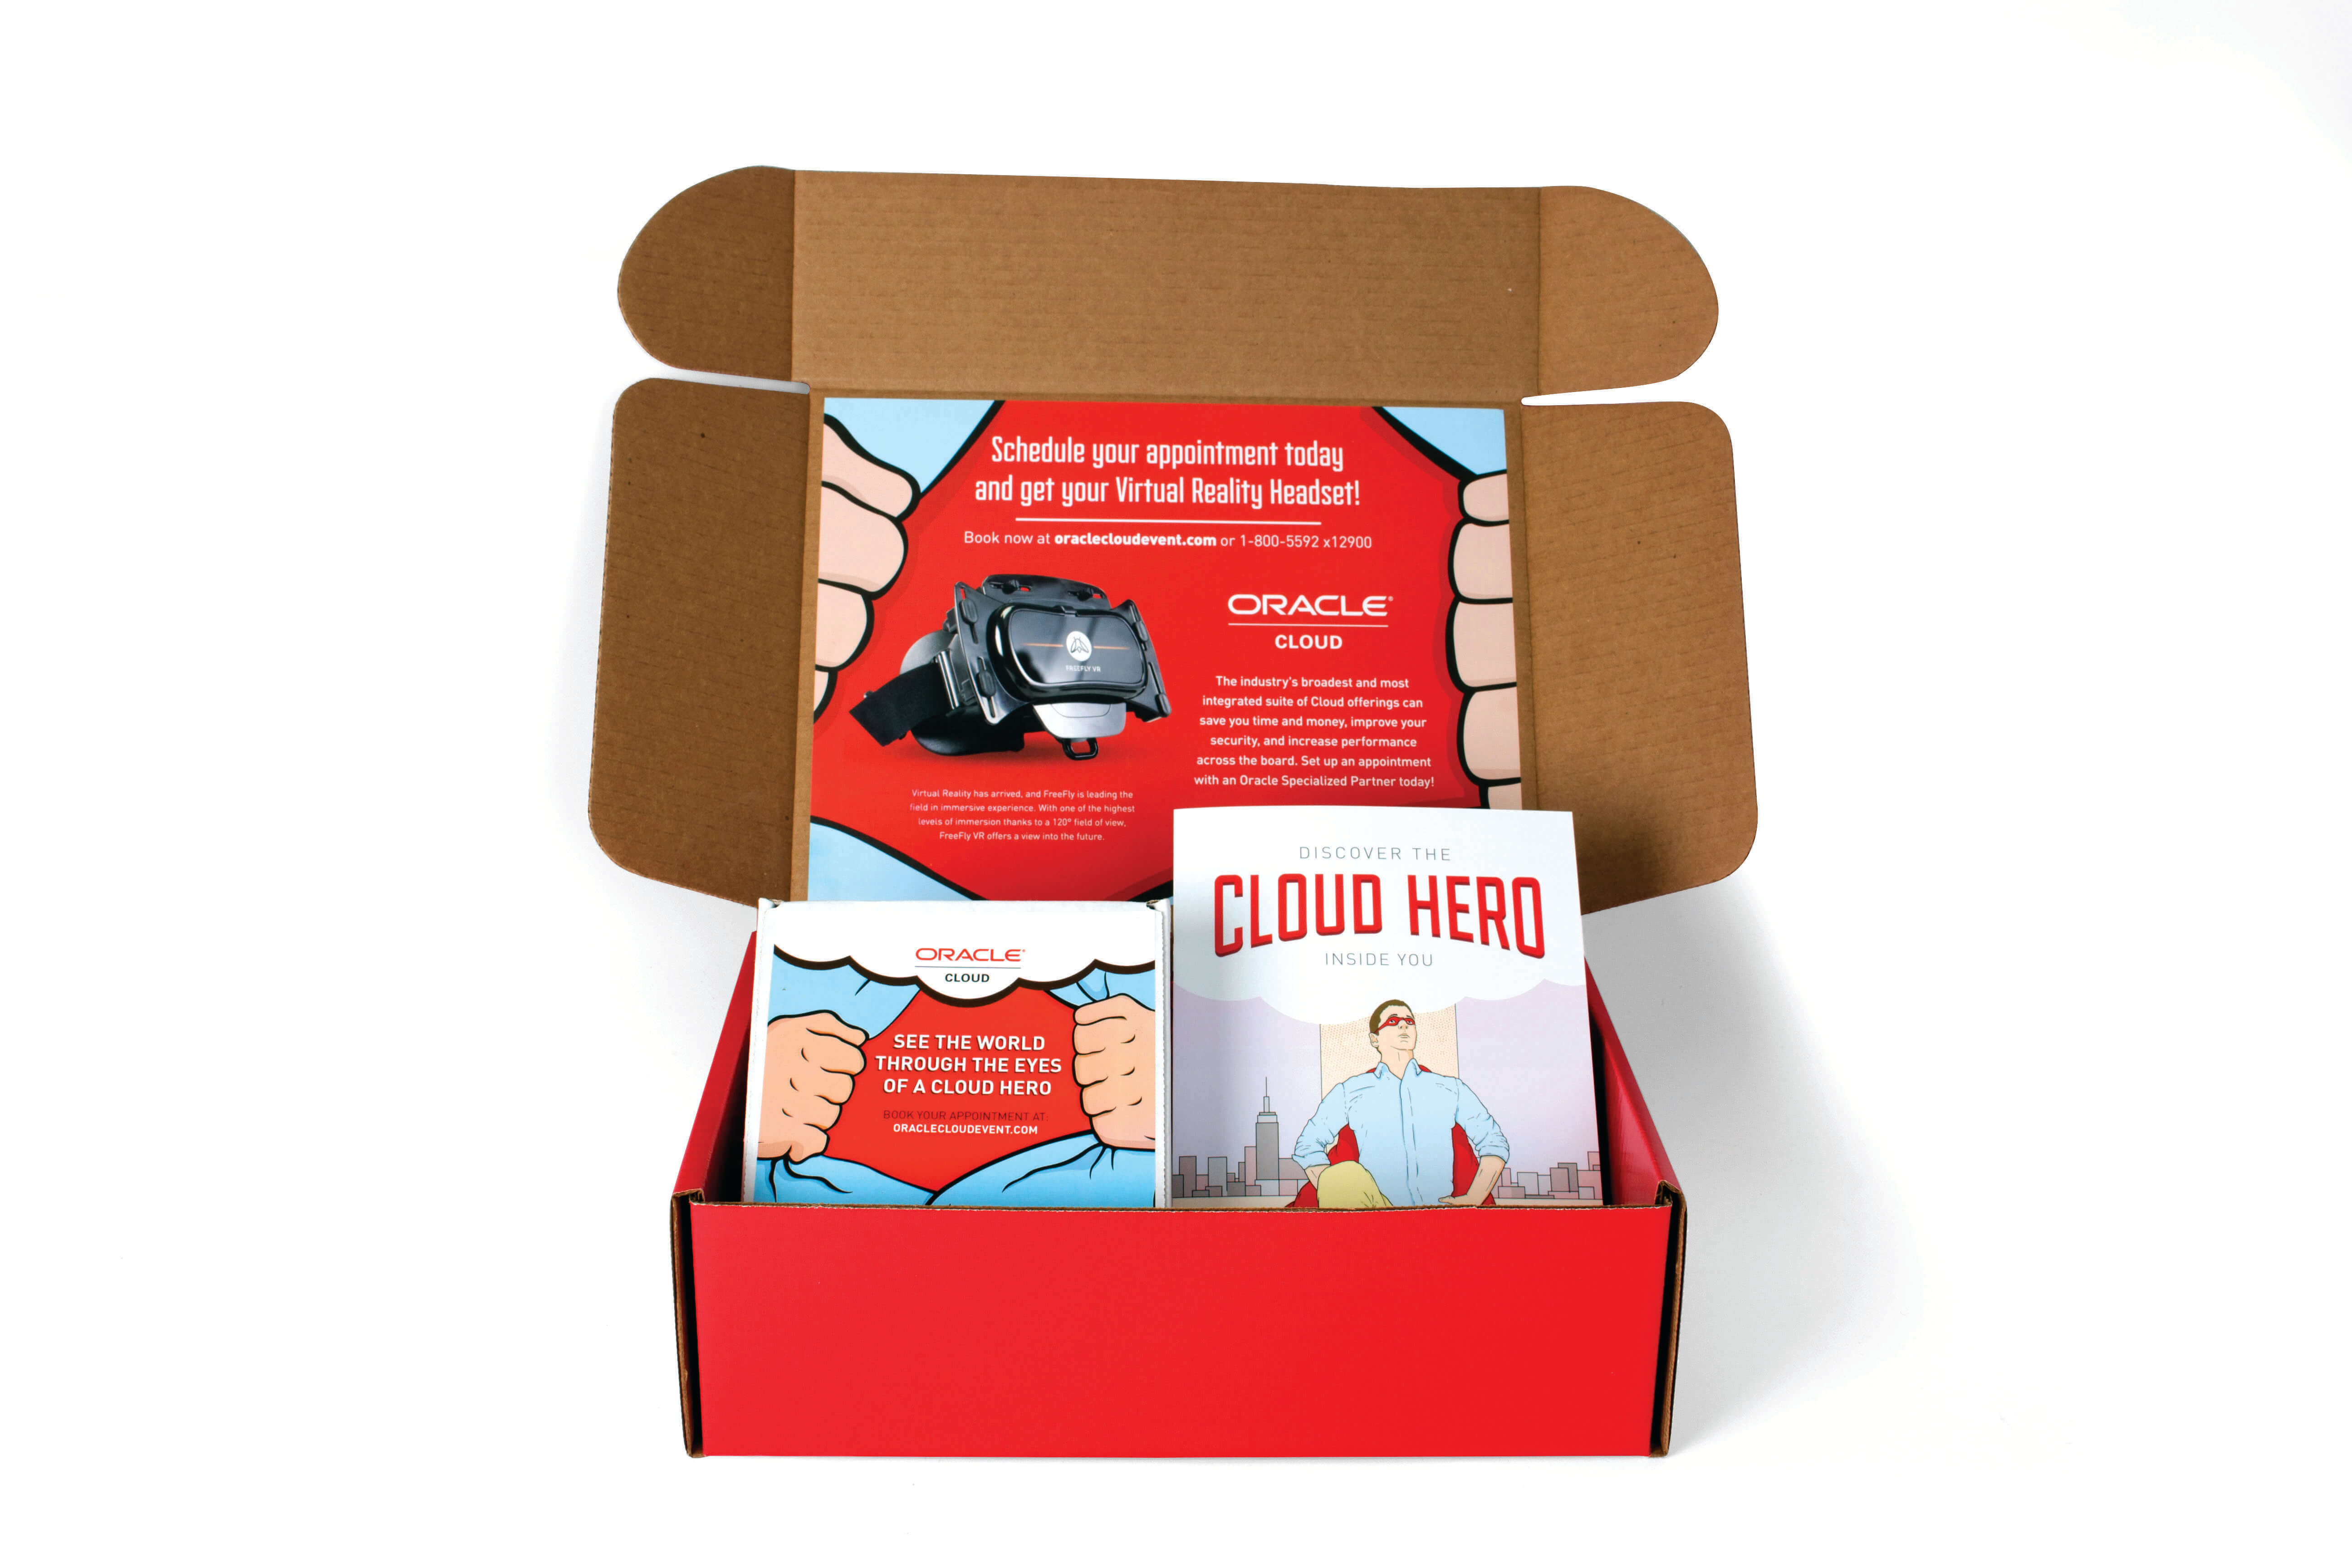 Schedule your appointment today
and get your Virtual Reality Headset!
Book now at oraclecloudevent.com or 1-800-5592 x12900
FREEFLY VR
ORACLE®
CLOUD
The industry's broadest and most
integrated suite of Cloud offerings can
save you time and money, improve your
security, and increase performance
across the board. Set up an appointment
with an Oracle Specialized Partner today!
Virtual Reality has arrived, and FreeFly is leading the
field in immersive experience. With one of the highest
levels of immersion thanks to a 120° field of view,
FreeFly VR offers a view into the future.
ORACLE®
CLOUD
SEE THE WORLD
THROUGH THE EYES
OF A CLOUD HERO
BOOK YOUR APPOINTMENT AT:
ORACLECLOUDEVENT.COM
DISCOVER THE
CLOUD HERO
INSIDE YOU